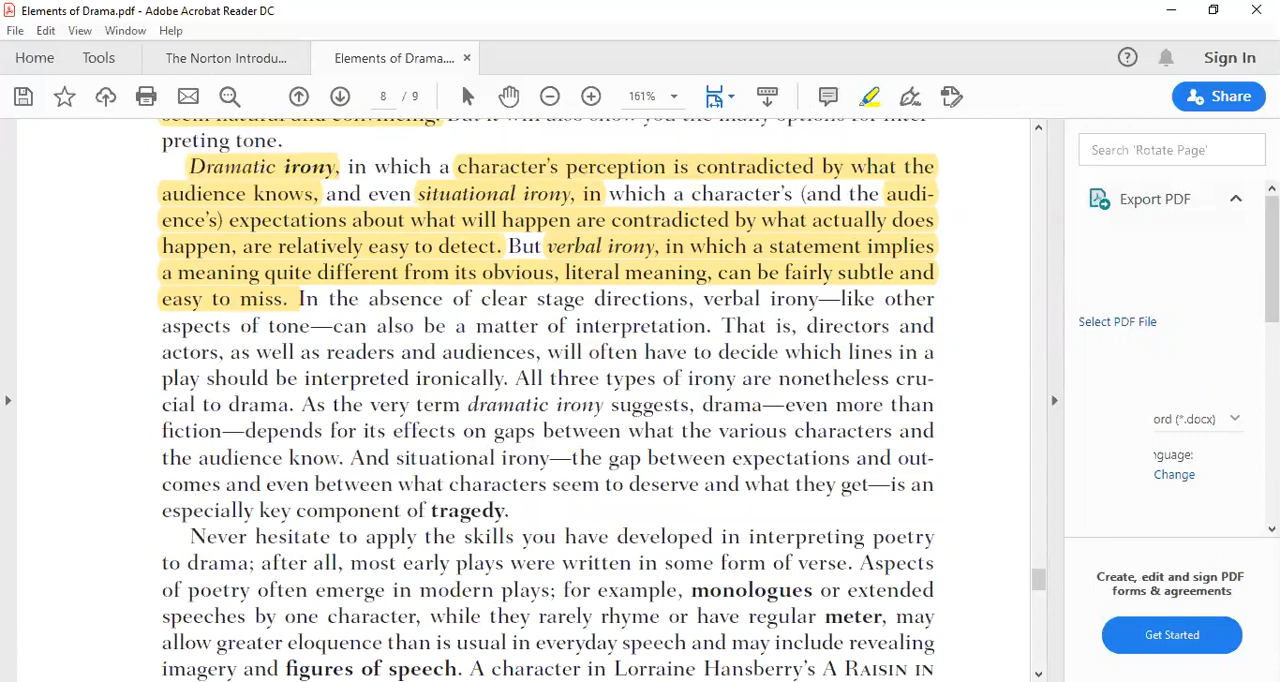 Elements of Drama.pdf - Adobe Acrobat Reader DC
File Edit View Window Help
Home Tools The Norton Introdu... Elements of Drama.... × Sign In
8 / 9 161% Share
seem natural and convincing. But it will also show you the many options for inter-
preting tone.
Dramatic irony, in which a character's perception is contradicted by what the
audience knows, and even situational irony, in which a character's (and the audi-
ence's) expectations about what will happen are contradicted by what actually does
happen, are relatively easy to detect. But verbal irony, in which a statement implies
a meaning quite different from its obvious, literal meaning, can be fairly subtle and
easy to miss. In the absence of clear stage directions, verbal irony—like other
aspects of tone—can also be a matter of interpretation. That is, directors and
actors, as well as readers and audiences, will often have to decide which lines in a
play should be interpreted ironically. All three types of irony are nonetheless cru-
cial to drama. As the very term dramatic irony suggests, drama—even more than
fiction—depends for its effects on gaps between what the various characters and
the audience know. And situational irony—the gap between expectations and out-
comes and even between what characters seem to deserve and what they get—is an
especially key component of tragedy.
Never hesitate to apply the skills you have developed in interpreting poetry
to drama; after all, most early plays were written in some form of verse. Aspects
of poetry often emerge in modern plays; for example, monologues or extended
speeches by one character, while they rarely rhyme or have regular meter, may
allow greater eloquence than is usual in everyday speech and may include revealing
imagery and figures of speech. A character in Lorraine Hansberry's A RAISIN IN
Search 'Rotate Page'
Export PDF
Select PDF File
ord (*.docx)
nguage:
Change
Create, edit and sign PDF
forms & agreements
Get Started